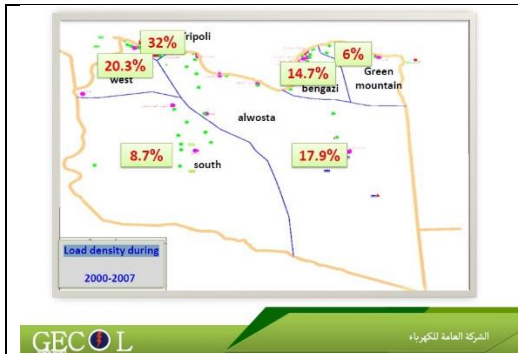 32%
Tripoli
20.3%
west
6%
14.7%
Green
mountain
bengazi
alwosta
8.7%
south
17.9%
Load density during
2000-2007
GECOL
الشركة العامة للكهرباء